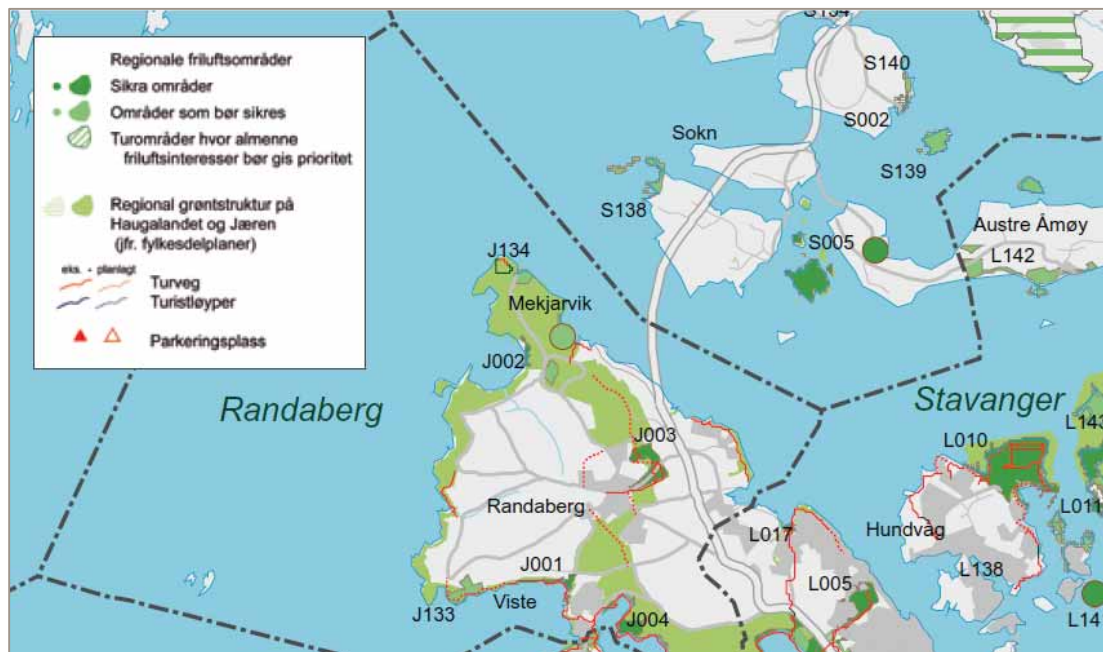 Regionale friluftsområder
Sikra områder
Områder som bør sikres
Turområder hvor almenne
friluftsinteresser bør gis prioritet
Regional grøntstruktur på
Haugalandet og Jæren
(jfr. fylkesdelplaner)
eks. - planlagt
Turveg
Turistløyper
Parkeringsplass
S134
S140
S002
Sokn
S139
S138
S005
Austre Åmøy
L142
J134
Mekjarvik
J002
Randaberg
Stavanger
L143
J003
L010
L011
Randaberg
Hundvåg
L017
J001
L138
L005
Viste
J133
J004
L14